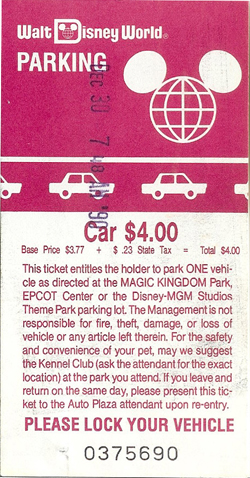 Walt Disney World®
PARKING
DEC 30 7 48 AM '90
Car $4.00
Base Price $3.77 + $ .23 State Tax = Total $4.00
This ticket entitles the holder to park ONE vehi-
cle as directed at the MAGIC KINGDOM Park,
EPCOT Center or the Disney-MGM Studios
Theme Park parking lot. The Management is not
responsible for fire, theft, damage, or loss of
vehicle or any article left therein. For the safety
and convenience of your pet, may we suggest
the Kennel Club (ask the attendant for the exact
location) at the park you attend. If you leave and
return on the same day, please present this tic-
ket to the Auto Plaza attendant upon re-entry.
PLEASE LOCK YOUR VEHICLE
0375690